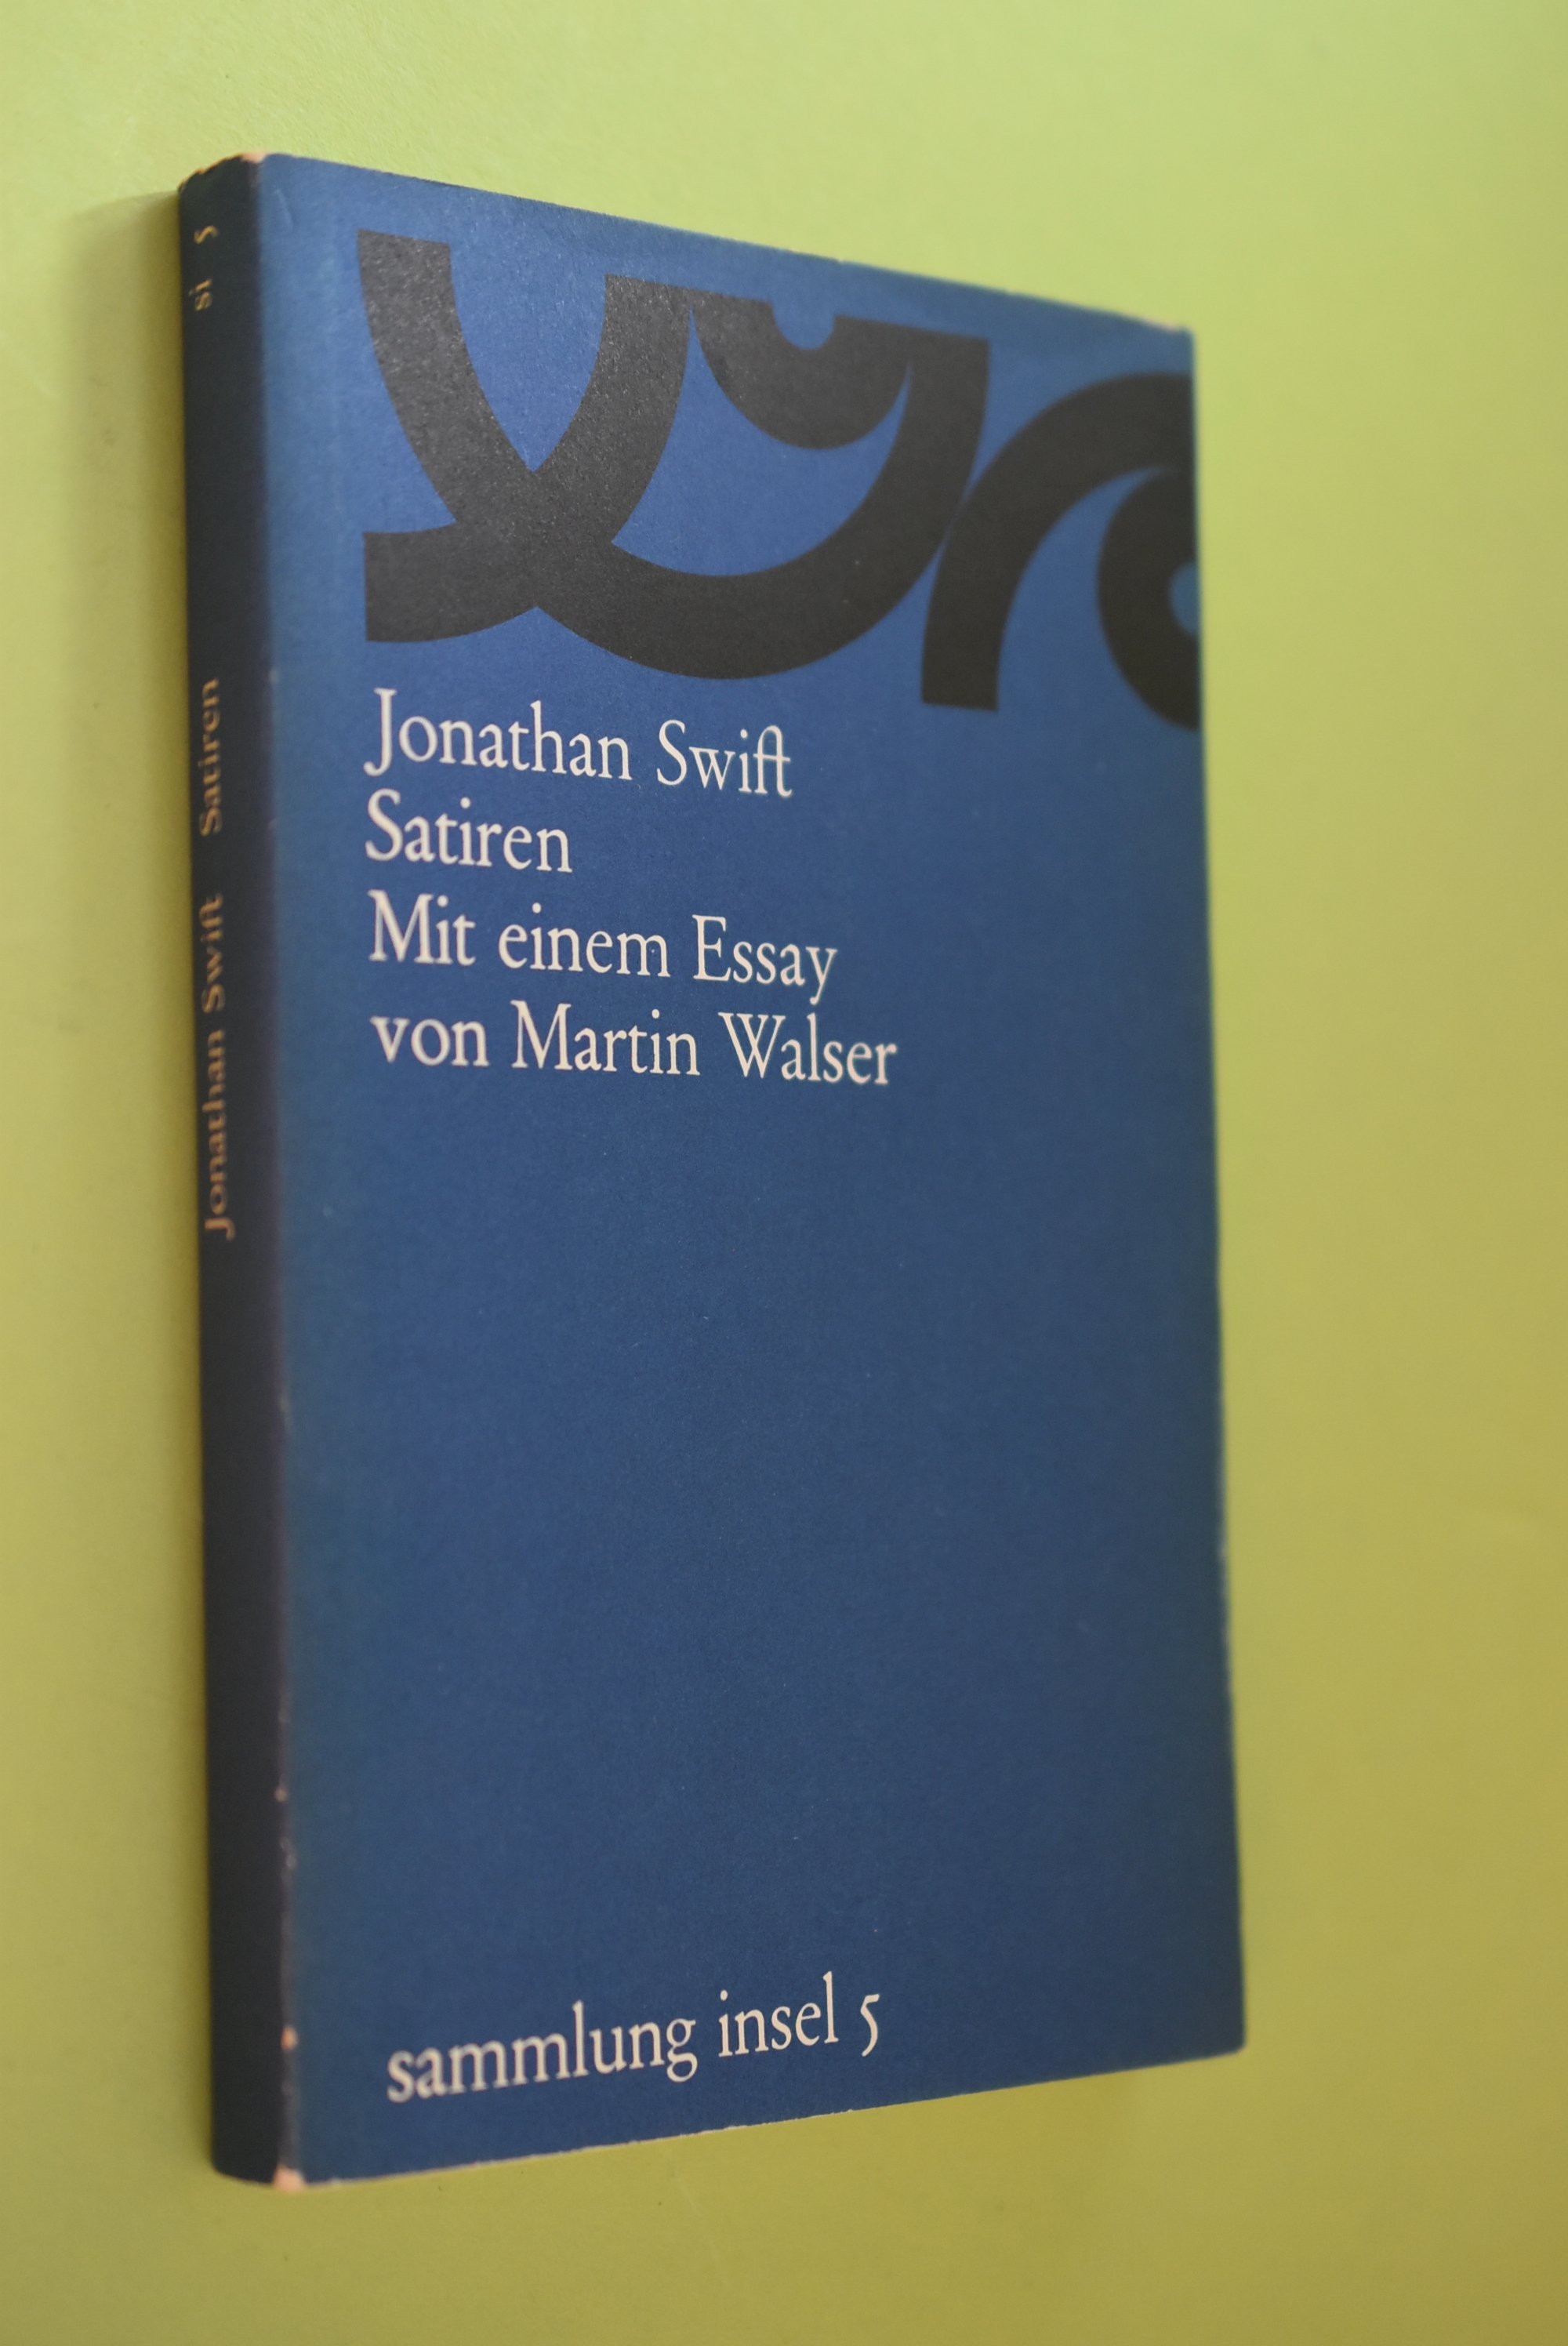 Jonathan Swift
Satiren
Mit einem Essay
von Martin Walser
sammlung insel 5
Jonathan Swift Satiren si 5